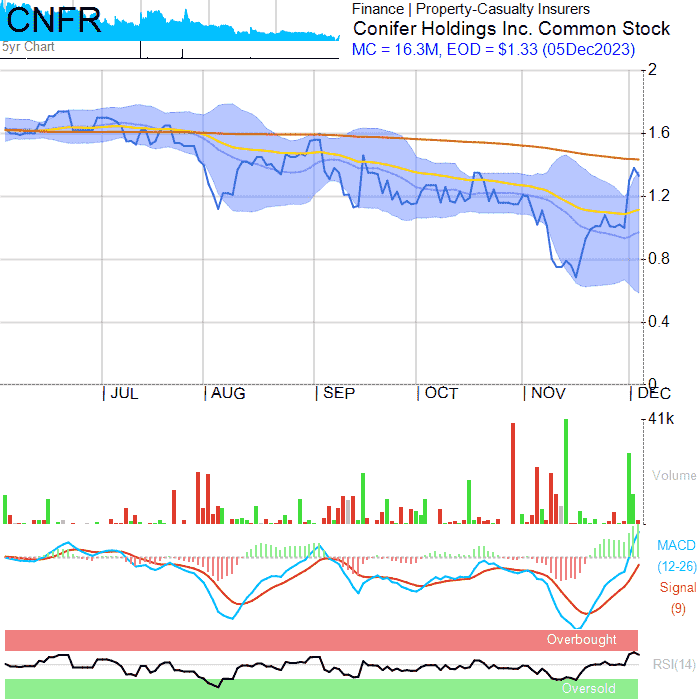 CNFR
5yr Chart
Finance | Property-Casualty Insurers
Conifer Holdings Inc. Common Stock
MC = 16.3M, EOD = $1.33 (05Dec2023)
2
1.6
1.2
0.8
0.4
0
JUL AUG SEP OCT NOV DEC
41k
Volume
MACD
(12-26)
Signal
(9)
Overbought
RSI(14)
Oversold